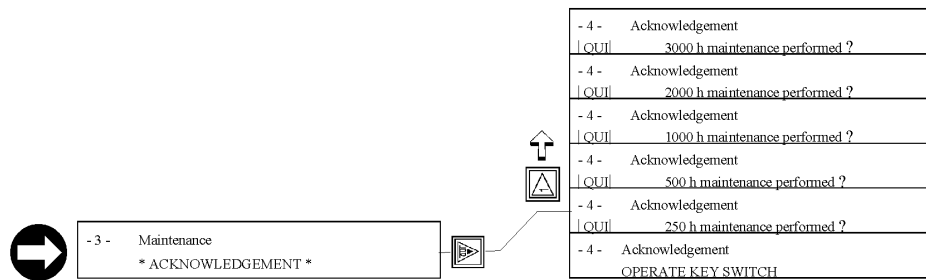 - 4 - Acknowledgement
|QUI| 3000 h maintenance performed ?
- 4 - Acknowledgement
|QUI| 2000 h maintenance performed ?
- 4 - Acknowledgement
|QUI| 1000 h maintenance performed ?
- 4 - Acknowledgement
|QUI| 500 h maintenance performed ?
- 4 - Acknowledgement
|QUI| 250 h maintenance performed ?
- 4 - Acknowledgement
OPERATE KEY SWITCH
- 3 - Maintenance
* ACKNOWLEDGEMENT *